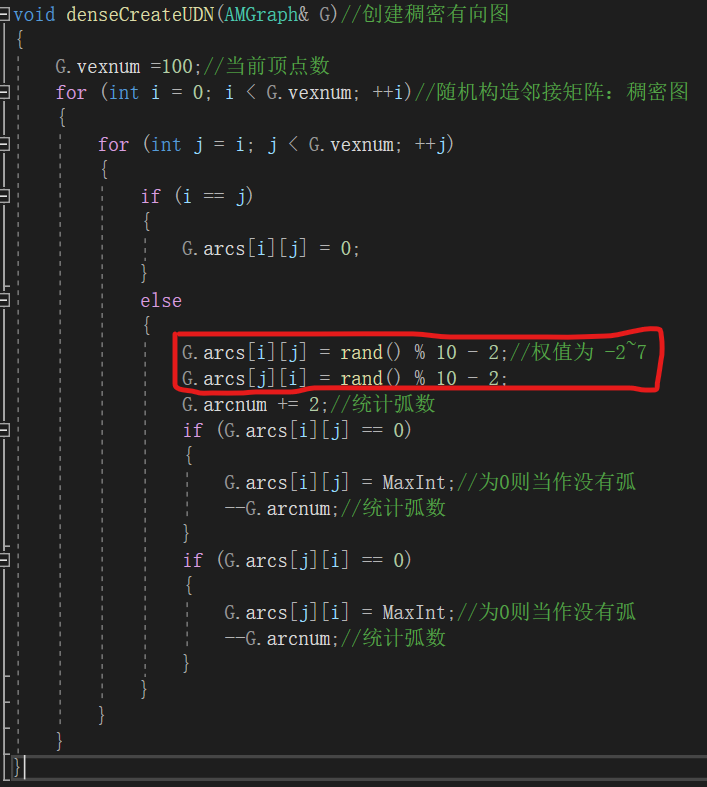 void denseCreateUDN(AMGraph& G)//创建稠密有向图
{
G.vexnum =100;//当前顶点数
for (int i = 0; i < G.vexnum; ++i)//随机构造邻接矩阵: 稠密图
{
for (int j = i; j < G.vexnum; ++j)
{
if (i == j)
{
G.arcs[i][j] = 0;
}
else
{
G.arcs[i][j] = rand() % 10 - 2;//权值为 -2~7
G.arcs[j][i] = rand() % 10 - 2;
G.arcnum += 2;//统计弧数
if (G.arcs[i][j] == 0)
{
G.arcs[i][j] = MaxInt;//为0则当作没有弧
--G.arcnum;//统计弧数
}
if (G.arcs[j][i] == 0)
{
G.arcs[j][i] = MaxInt;//为0则当作没有弧
--G.arcnum;//统计弧数
}
}
}
}
}